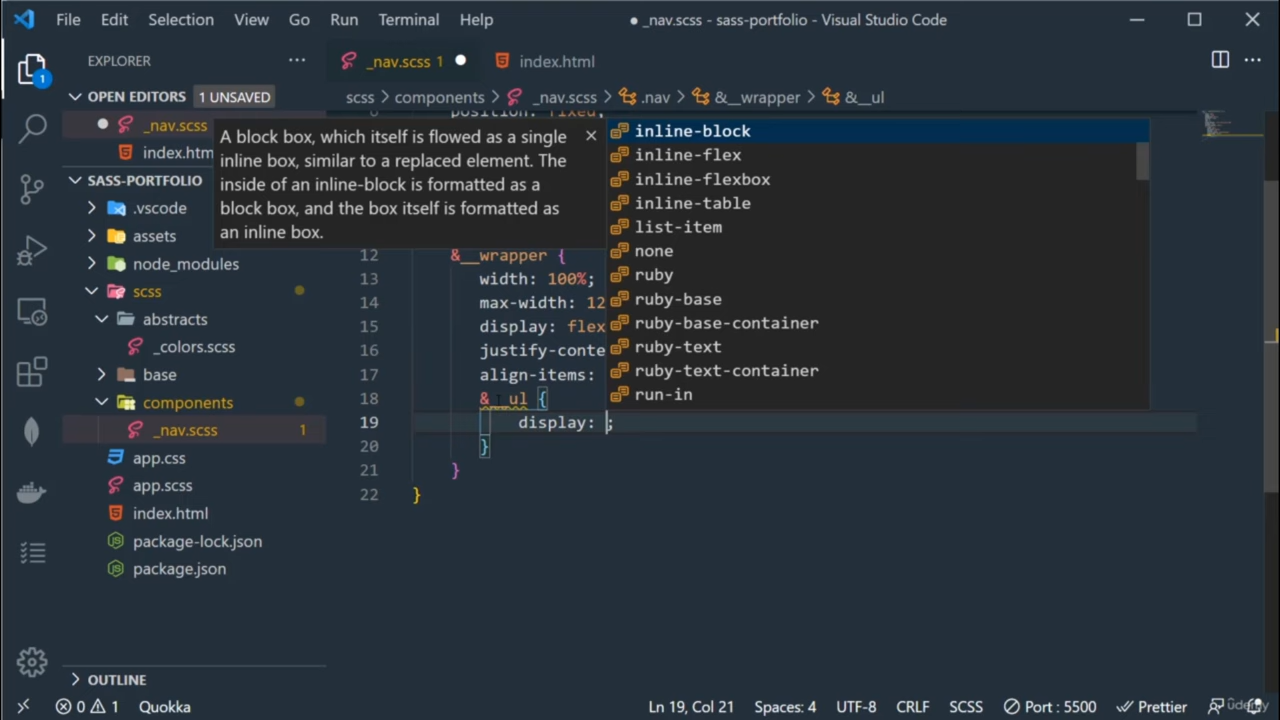 File Edit Selection View Go Run Terminal Help
● _nav.scss - sass-portfolio - Visual Studio Code
EXPLORER
_nav.scss 1
index.html
OPEN EDITORS 1 UNSAVED
scss > components > _nav.scss > .nav > &__wrapper > &__ul
_nav.scss
index.htm
position: fixed;
A block box, which itself is flowed as a single
inline box, similar to a replaced element. The
inside of an inline-block is formatted as a
block box, and the box itself is formatted as
an inline box.
inline-block
inline-flex
inline-flexbox
inline-table
list-item
none
ruby
ruby-base
ruby-base-container
ruby-text
ruby-text-container
run-in
SASS-PORTFOLIO
.vscode
assets
node_modules
scss
abstracts
_colors.scss
base
components
_nav.scss 1
app.css
app.scss
index.html
package-lock.json
package.json
OUTLINE
12 &__wrapper {
13 width: 100%;
14 max-width: 12
15 display: flex
16 justify-conte
17 align-items:
18 &__ul {
19 display: ;
20 }
21 }
22 }
1
0 1 Quokka
Ln 19, Col 21 Spaces: 4 UTF-8 CRLF SCSS Port : 5500 Prettier
ûdemy